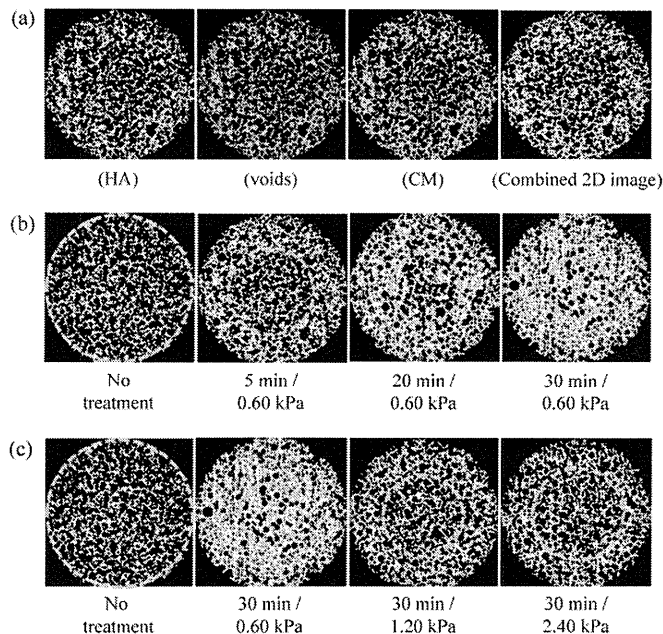 (a)
(HA) (voids) (CM) (Combined 2D image)
(b)
No 5 min / 20 min / 30 min /
treatment 0.60 kPa 0.60 kPa 0.60 kPa
(c)
No 30 min / 30 min / 30 min /
treatment 0.60 kPa 1.20 kPa 2.40 kPa